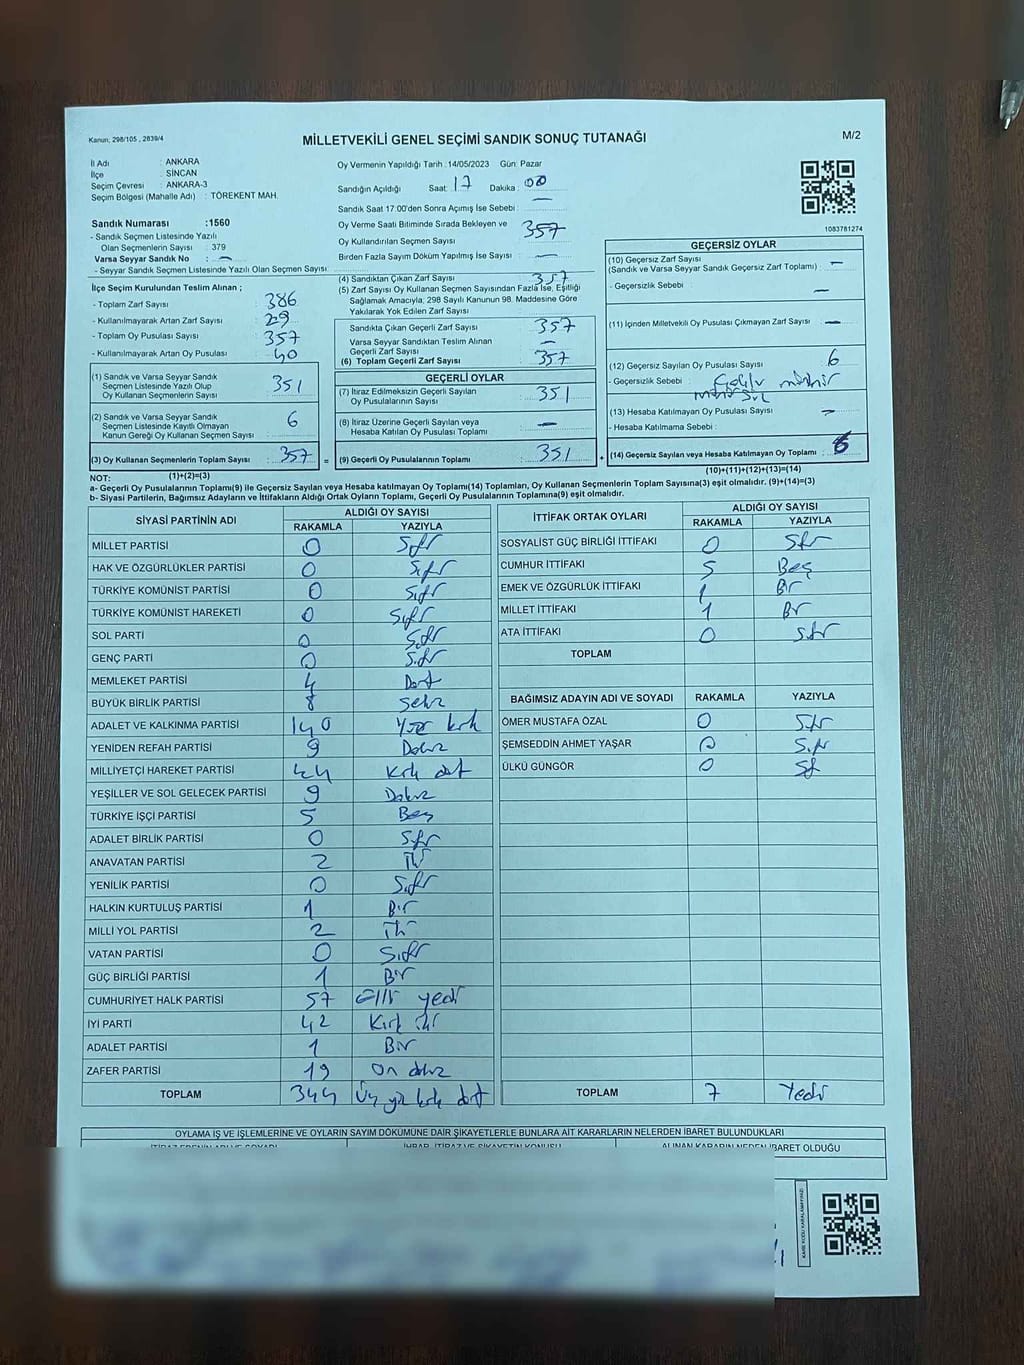 Kanun; 298/105 , 2839/4
MİLLETVEKİLİ GENEL SEÇİMİ SANDIK SONUÇ TUTANAĞI
M/2
İl Adı : ANKARA
İlçe : SİNCAN
Seçim Çevresi : ANKARA-3
Seçim Bölgesi (Mahalle Adı) : TÖREKENT MAH.
Oy Vermenin Yapıldığı Tarih : 14/05/2023 Gün: Pazar
Sandığın Açıldığı Saat: 17 Dakika : 00
Sandık Saat 17:00'den Sonra Açımış İse Sebebi : —
Sandık Numarası :1560
- Sandık Seçmen Listesinde Yazılı
Olan Seçmenlerin Sayısı : 379
Varsa Seyyar Sandık No : —
- Seyyar Sandık Seçmen Listesinde Yazılı Olan Seçmen Sayısı
Oy Verme Saati Bitiminde Sırada Bekleyen ve
Oy Kullandırılan Seçmen Sayısı : 357
Birden Fazla Sayım Döküm Yapılmış İse Sayısı : —
1083781274
İlçe Seçim Kurulundan Teslim Alınan ;
- Toplam Zarf Sayısı : 386
- Kullanılmayarak Artan Zarf Sayısı : 29
- Toplam Oy Pusulası Sayısı : 357
- Kullanılmayarak Artan Oy Pusulası : 40
(1) Sandık ve Varsa Seyyar Sandık
Seçmen Listesinde Yazılı Olup
Oy Kullanan Seçmenlerin Sayısı : 351
(2) Sandık ve Varsa Seyyar Sandık
Seçmen Listesinde Kayıtlı Olmayan
Kanun Gereği Oy Kullanan Seçmen Sayısı : 6
(3) Oy Kullanan Seçmenlerin Toplam Sayısı : 357 =
(4) Sandıktan Çıkan Zarf Sayısı : 357
(5) Zarf Sayısı Oy Kullanan Seçmen Sayısından Fazla İse, Eşitliği
Sağlamak Amacıyla; 298 Sayılı Kanunun 98. Maddesine Göre
Yakılarak Yok Edilen Zarf Sayısı :
Sandıkta Çıkan Geçerli Zarf Sayısı : 357
Varsa Seyyar Sandıktan Teslim Alınan
Geçerli Zarf Sayısı : —
(6) Toplam Geçerli Zarf Sayısı : 357
GEÇERLİ OYLAR
(7) İtiraz Edilmeksizin Geçerli Sayılan
Oy Pusulalarının Sayısı : 351
(8) İtiraz Üzerine Geçerli Sayılan veya
Hesaba Katılan Oy Pusulası Toplamı : —
(9) Geçerli Oy Pusulalarının Toplamı : 351 +
GEÇERSİZ OYLAR
(10) Geçersiz Zarf Sayısı
(Sandık ve Varsa Seyyar Sandık Geçersiz Zarf Toplamı) : —
- Geçersizlik Sebebi : —
(11) İçinden Milletvekili Oy Pusulası Çıkmayan Zarf Sayısı : —
(12) Geçersiz Sayılan Oy Pusulası Sayısı : 6
- Geçersizlik Sebebi :
(13) Hesaba Katılmayan Oy Pusulası Sayısı : —
- Hesaba Katılmama Sebebi :
(14) Geçersiz Sayılan veya Hesaba Katılmayan Oy Toplamı : 6
NOT: (1)+(2)=(3)
(10)+(11)+(12)+(13)=(14)
a- Geçerli Oy Pusulalarının Toplamı(9) ile Geçersiz Sayılan veya Hesaba katılmayan Oy Toplamı(14) Toplamları, Oy Kullanan Seçmenlerin Toplam Sayısına(3) eşit olmalıdır. (9)+(14)=(3)
b- Siyasi Partilerin, Bağımsız Adayların ve İttifakların Aldığı Ortak Oyların Toplamı, Geçerli Oy Pusulalarının Toplamına(9) eşit olmalıdır.
SİYASİ PARTİNİN ADI ALDIĞI OY SAYISI
RAKAMLA YAZIYLA
MİLLET PARTİSİ 0 Sıfır
HAK VE ÖZGÜRLÜKLER PARTİSİ 0 Sıfır
TÜRKİYE KOMÜNİST PARTİSİ 0 Sıfır
TÜRKİYE KOMÜNİST HAREKETİ 0 Sıfır
SOL PARTİ 0 Sıfır
GENÇ PARTİ 0 Sıfır
MEMLEKET PARTİSİ 4 Dört
BÜYÜK BİRLİK PARTİSİ 8 Sekiz
ADALET VE KALKINMA PARTİSİ 140 Yüz kırk
YENİDEN REFAH PARTİSİ 9 Dokuz
MİLLİYETÇİ HAREKET PARTİSİ 44 Kırk dört
YEŞİLLER VE SOL GELECEK PARTİSİ 9 Dokuz
TÜRKİYE İŞÇİ PARTİSİ 5 Beş
ADALET BİRLİK PARTİSİ 0 Sıfır
ANAVATAN PARTİSİ 2 İki
YENİLİK PARTİSİ 0 Sıfır
HALKIN KURTULUŞ PARTİSİ 1 Bir
MİLLİ YOL PARTİSİ 2 İki
VATAN PARTİSİ 0 Sıfır
GÜÇ BİRLİĞİ PARTİSİ 1 Bir
CUMHURİYET HALK PARTİSİ 57 Elli yedi
İYİ PARTİ 42 Kırk iki
ADALET PARTİSİ 1 Bir
ZAFER PARTİSİ 19 On dokuz
TOPLAM 344 Üç yüz kırk dört
İTTİFAK ORTAK OYLARI ALDIĞI OY SAYISI
RAKAMLA YAZIYLA
SOSYALİST GÜÇ BİRLİĞİ İTTİFAKI 0 Sıfır
CUMHUR İTTİFAKI 5 Beş
EMEK VE ÖZGÜRLÜK İTTİFAKI 1 Bir
MİLLET İTTİFAKI 1 Bir
ATA İTTİFAKI 0 Sıfır
TOPLAM
BAĞIMSIZ ADAYIN ADI VE SOYADI RAKAMLA YAZIYLA
ÖMER MUSTAFA ÖZAL 0 Sıfır
ŞEMSEDDİN AHMET YAŞAR 0 Sıfır
ÜLKÜ GÜNGÖR 0 Sıfır
TOPLAM 7 Yedi
OYLAMA İŞ VE İŞLEMLERİNE VE OYLARIN SAYIM DÖKÜMÜNE DAİR ŞİKAYETLERLE BUNLARA AİT KARARLARIN NELERDEN İBARET BULUNDUKLARI
İTİRAZ EDENİN ADI VE SOYADI İHBAR, İTİRAZ VE ŞİKAYETİN KONUSU ALINAN KARARIN NEDEN İBARET OLDUĞU